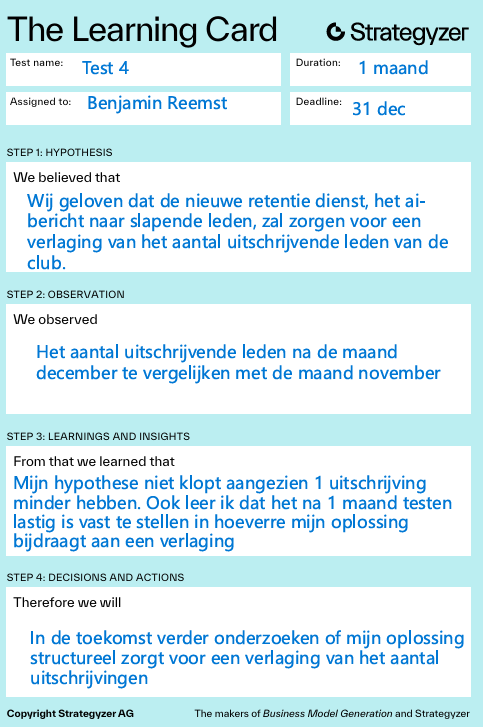 The Learning Card
Strategyzer
Test name: Test 4
Duration: 1 maand
Assigned to: Benjamin Reemst
Deadline: 31 dec
STEP 1: HYPOTHESIS
We believed that
Wij geloven dat de nieuwe retentie dienst, het ai-
bericht naar slapende leden, zal zorgen voor een
verlaging van het aantal uitschrijvende leden van de
club.
STEP 2: OBSERVATION
We observed
Het aantal uitschrijvende leden na de maand
december te vergelijken met de maand november
STEP 3: LEARNINGS AND INSIGHTS
From that we learned that
Mijn hypothese niet klopt aangezien 1 uitschrijving
minder hebben. Ook leer ik dat het na 1 maand testen
lastig is vast te stellen in hoeverre mijn oplossing
bijdraagt aan een verlaging
STEP 4: DECISIONS AND ACTIONS
Therefore we will
In de toekomst verder onderzoeken of mijn oplossing
structureel zorgt voor een verlaging van het aantal
uitschrijvingen
Copyright Strategyzer AG
The makers of Business Model Generation and Strategyzer